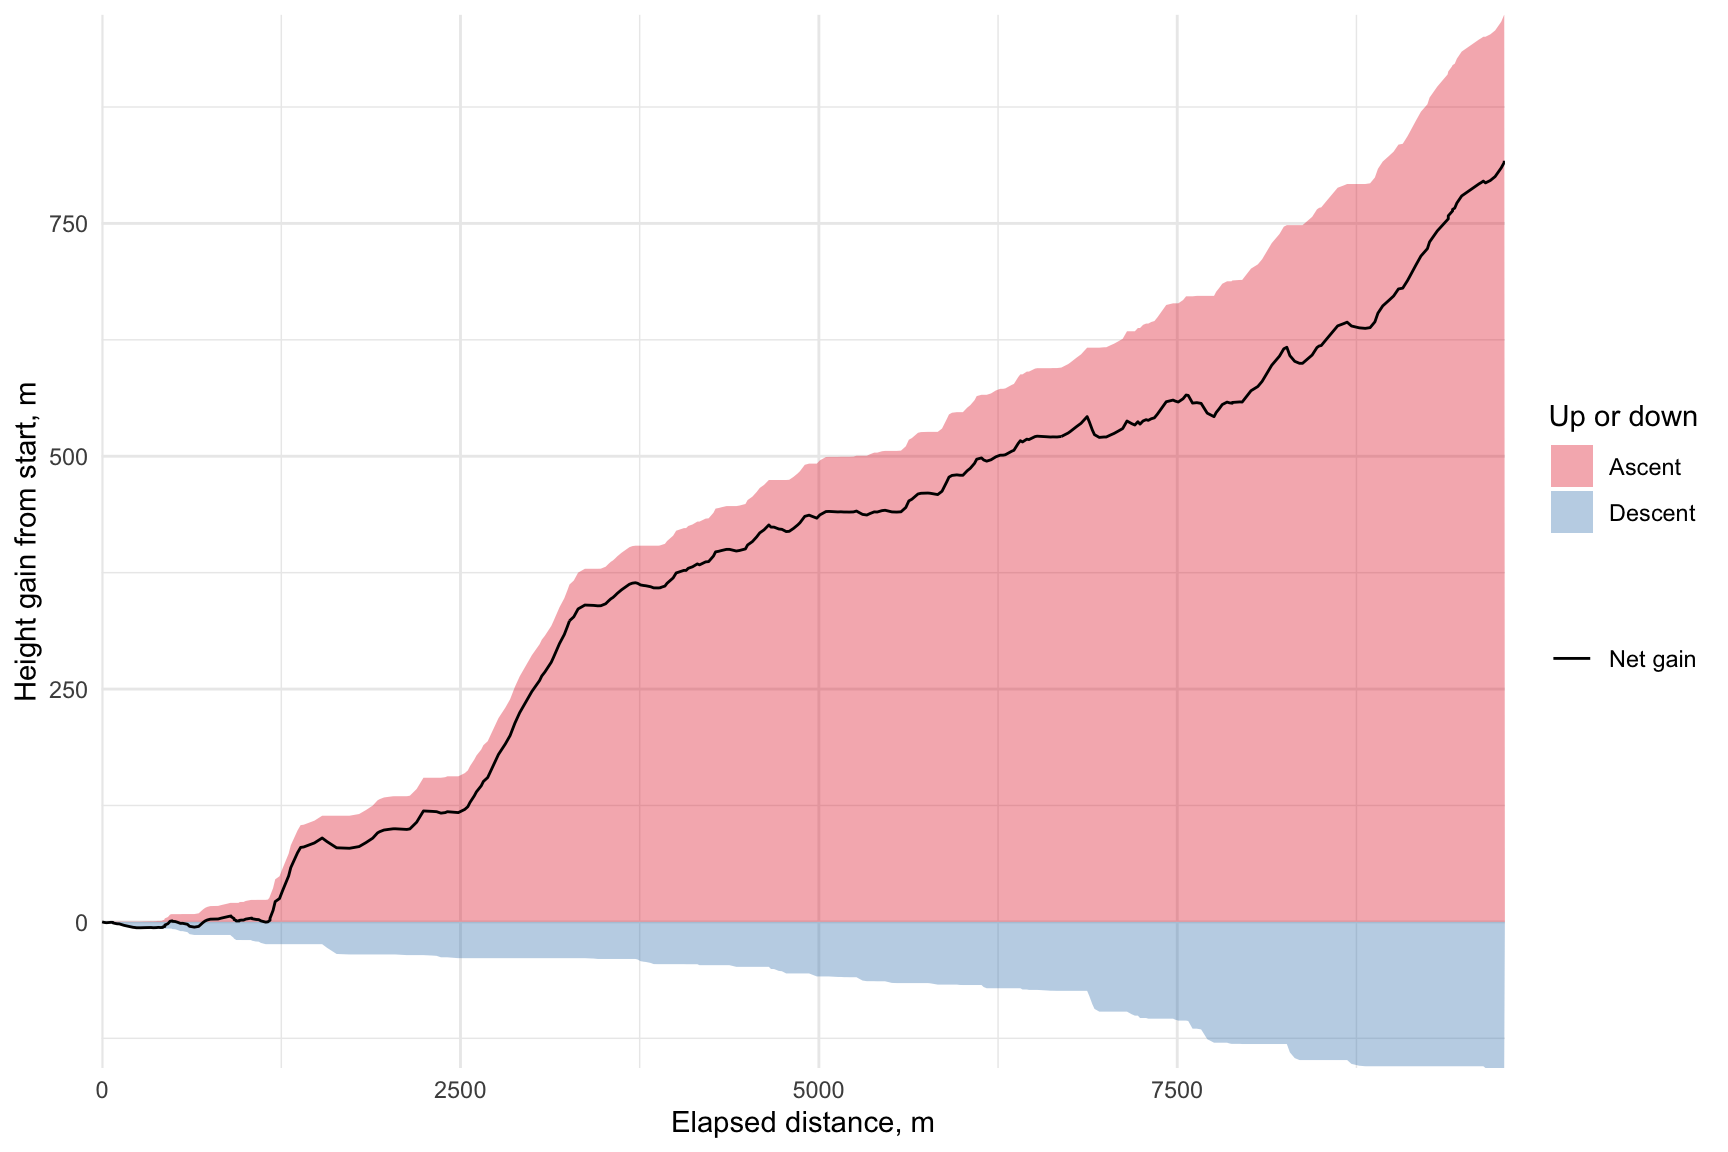 Height gain from start, m
750
500
250
0
0
2500
5000
7500
Elapsed distance, m
Up or down
Ascent
Descent
Net gain